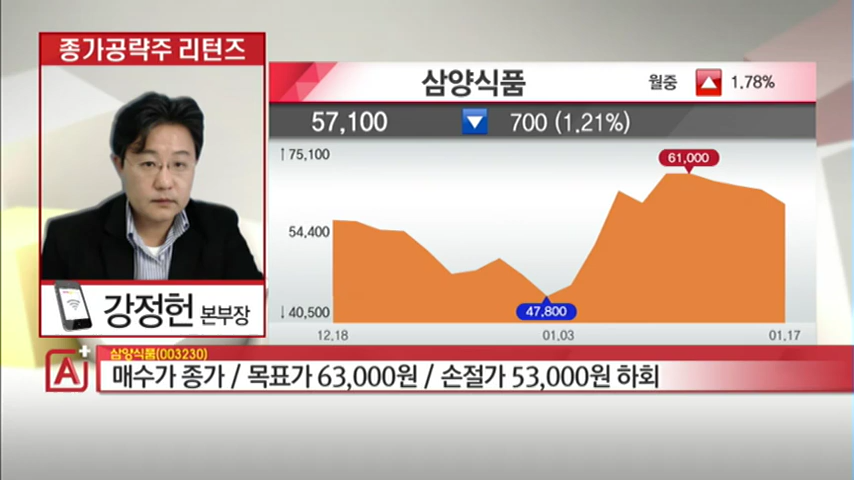 종가공략주 리턴즈
강정헌 본부장
삼양식품 월중 1.78%
57,100 700 (1.21%)
↑75,100
61,000
54,400
47,800
↓40,500
12.18 01.03 01.17
A+
삼양식품(003230)
매수가 종가 / 목표가 63,000원 / 손절가 53,000원 하회